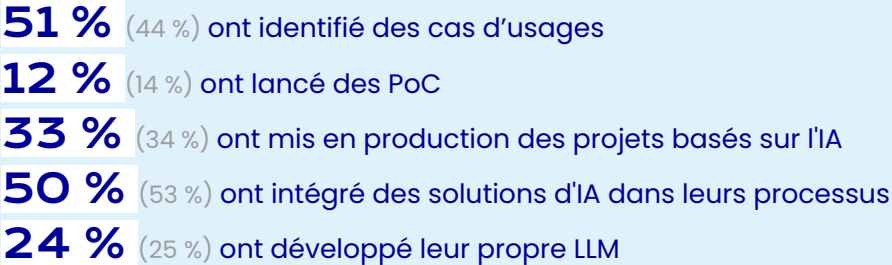 51 % (44 %) ont identifié des cas d’usages
12 % (14 %) ont lancé des PoC
33 % (34 %) ont mis en production des projets basés sur l'IA
50 % (53 %) ont intégré des solutions d'IA dans leurs processus
24 % (25 %) ont développé leur propre LLM